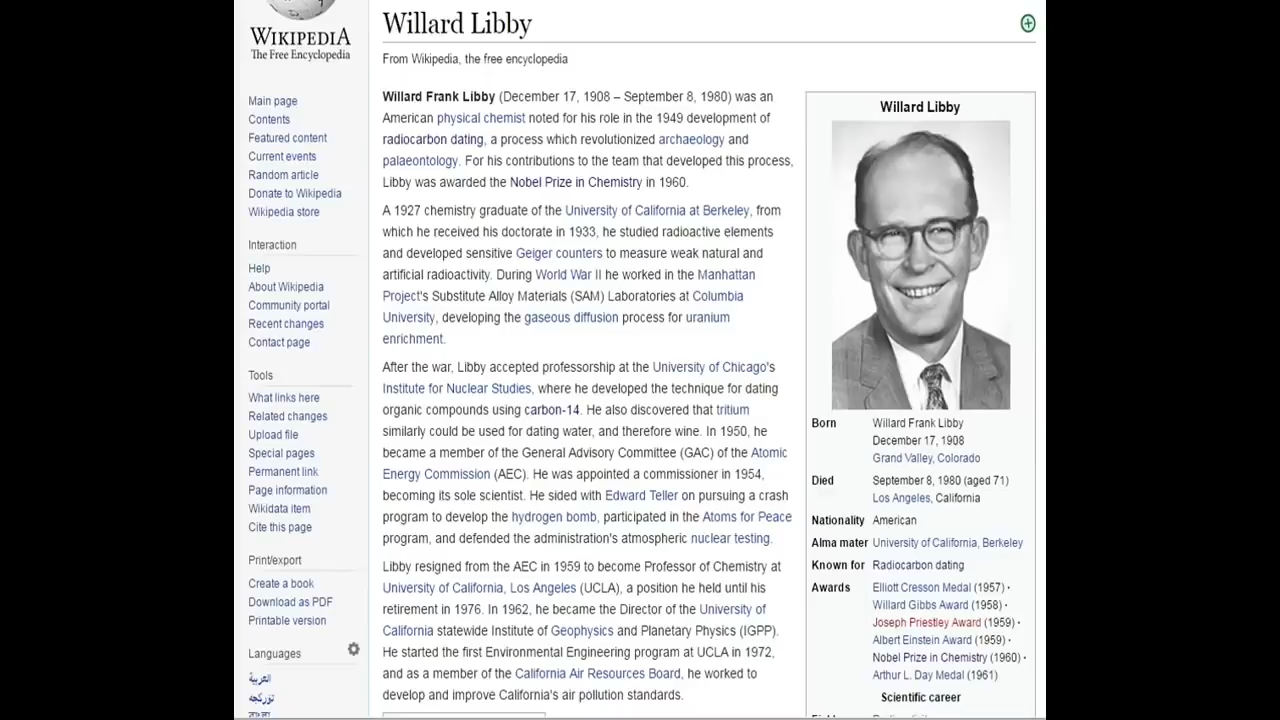 WIKIPEDIA
The Free Encyclopedia
Main page
Contents
Featured content
Current events
Random article
Donate to Wikipedia
Wikipedia store
Interaction
Help
About Wikipedia
Community portal
Recent changes
Contact page
Tools
What links here
Related changes
Upload file
Special pages
Permanent link
Page information
Wikidata item
Cite this page
Print/export
Create a book
Download as PDF
Printable version
Languages
العربية
تۆرکجه
Willard Libby
From Wikipedia, the free encyclopedia
Willard Frank Libby (December 17, 1908 – September 8, 1980) was an
American physical chemist noted for his role in the 1949 development of
radiocarbon dating, a process which revolutionized archaeology and
palaeontology. For his contributions to the team that developed this process,
Libby was awarded the Nobel Prize in Chemistry in 1960.
A 1927 chemistry graduate of the University of California at Berkeley, from
which he received his doctorate in 1933, he studied radioactive elements
and developed sensitive Geiger counters to measure weak natural and
artificial radioactivity. During World War II he worked in the Manhattan
Project's Substitute Alloy Materials (SAM) Laboratories at Columbia
University, developing the gaseous diffusion process for uranium
enrichment.
After the war, Libby accepted professorship at the University of Chicago's
Institute for Nuclear Studies, where he developed the technique for dating
organic compounds using carbon-14. He also discovered that tritium
similarly could be used for dating water, and therefore wine. In 1950, he
became a member of the General Advisory Committee (GAC) of the Atomic
Energy Commission (AEC). He was appointed a commissioner in 1954,
becoming its sole scientist. He sided with Edward Teller on pursuing a crash
program to develop the hydrogen bomb, participated in the Atoms for Peace
program, and defended the administration's atmospheric nuclear testing.
Libby resigned from the AEC in 1959 to become Professor of Chemistry at
University of California, Los Angeles (UCLA), a position he held until his
retirement in 1976. In 1962, he became the Director of the University of
California statewide Institute of Geophysics and Planetary Physics (IGPP).
He started the first Environmental Engineering program at UCLA in 1972,
and as a member of the California Air Resources Board, he worked to
develop and improve California's air pollution standards.
Willard Libby
Born Willard Frank Libby
December 17, 1908
Grand Valley, Colorado
Died September 8, 1980 (aged 71)
Los Angeles, California
Nationality American
Alma mater University of California, Berkeley
Known for Radiocarbon dating
Awards Elliott Cresson Medal (1957) ·
Willard Gibbs Award (1958) ·
Joseph Priestley Award (1959) ·
Albert Einstein Award (1959) ·
Nobel Prize in Chemistry (1960) ·
Arthur L. Day Medal (1961)
Scientific career